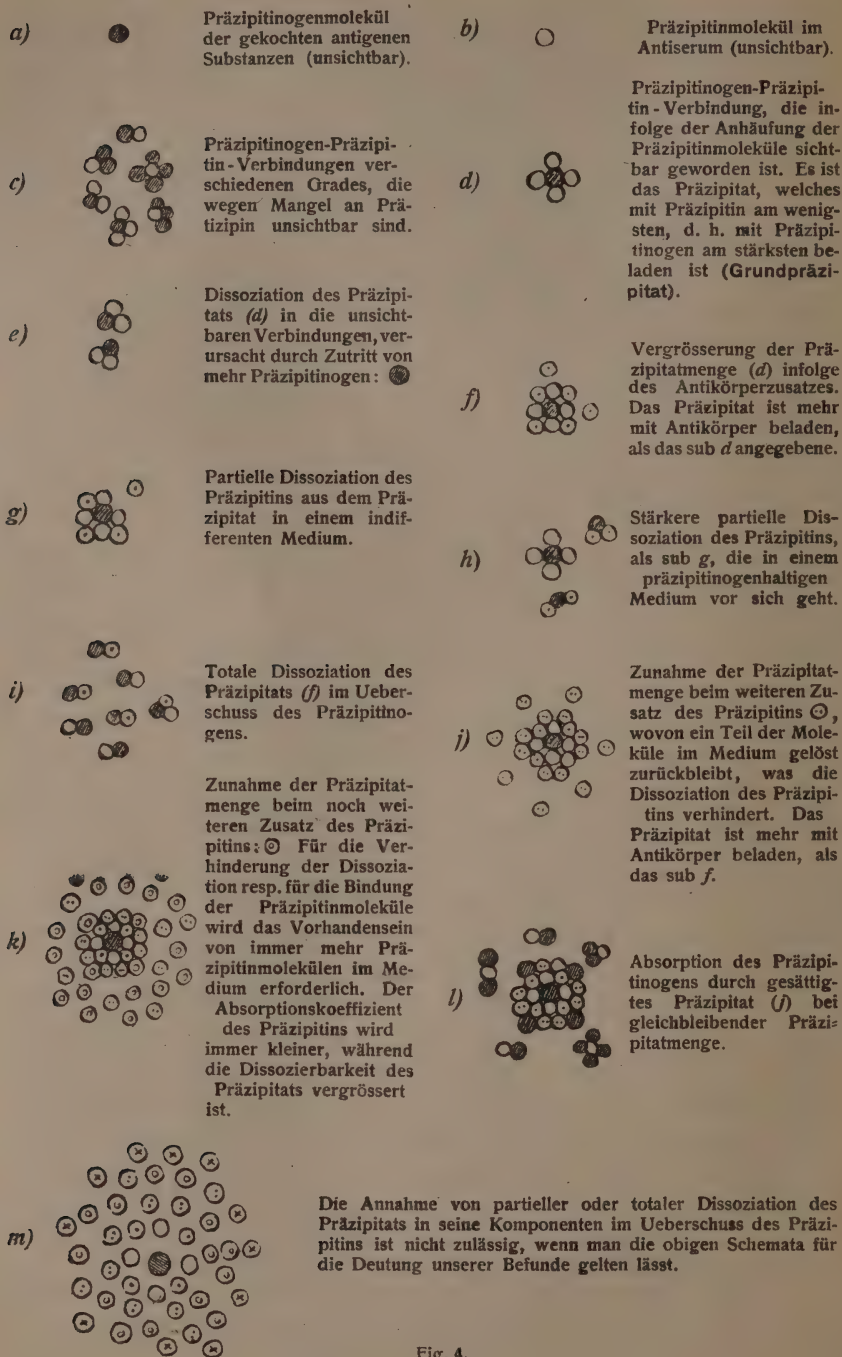 a)
Präzipitinogenmolekül
der gekochten antigenen
Substanzen (unsichtbar).
b)
Präzipitinmolekül im
Antiserum (unsichtbar).
c)
Präzipitinogen-Präzipi-
tin-Verbindungen ver-
schiedenen Grades, die
wegen Mangel an Prä-
tizipin unsichtbar sind.
d)
Präzipitinogen-Präzipi-
tin-Verbindung, die in-
folge der Anhäufung der
Präzipitinmoleküle sicht-
bar geworden ist. Es ist
das Präzipitat, welches
mit Präzipitin am wenig-
sten, d. h. mit Präzipi-
tinogen am stärksten be-
laden ist (Grundpräzi-
pitat).
e)
Dissoziation des Präzipi-
tats (d) in die unsicht-
baren Verbindungen, ver-
ursacht durch Zutritt von
mehr Präzipitinogen:
f)
Vergrösserung der Prä-
zipitatmenge (d) infolge
des Antikörperzusatzes.
Das Präzipitat ist mehr
mit Antikörper beladen,
als das sub d angegebene.
g)
Partielle Dissoziation des
Präzipitins aus dem Prä-
zipitat in einem indif-
ferenten Medium.
h)
Stärkere partielle Dis-
soziation des Präzipitins,
als sub g, die in einem
präzipitinogenhaltigen
Medium vor sich geht.
i)
Totale Dissoziation des
Präzipitats (f) im Ueber-
schuss des Präzipitino-
gens.
j)
Zunahme der Präzipitat-
menge beim weiteren Zu-
satz des Präzipitins ⊙,
wovon ein Teil der Mole-
küle im Medium gelöst
zurückbleibt, was die
Dissoziation des Präzipi-
tins verhindert. Das
Präzipitat ist mehr mit
Antikörper beladen, als
das sub f.
k)
Zunahme der Präzipitat-
menge beim noch wei-
teren Zusatz des Präzi-
pitins: ⊙ Für die Ver-
hinderung der Dissozia-
tion resp. für die Bindung
der Präzipitinmoleküle
wird das Vorhandensein
von immer mehr Prä-
zipitinmolekülen im Me-
dium erforderlich. Der
Absorptionskoeffizient
des Präzipitins wird
immer kleiner, während
die Dissozierbarkeit des
Präzipitats vergrössert
ist.
l)
Absorption des Präzipi-
tinogens durch gesättig-
tes Präzipitat (j) bei
gleichbleibender Präzi-
pitatmenge.
m)
Die Annahme von partieller oder totaler Dissoziation des
Präzipitats in seine Komponenten im Ueberschuss des Präzi-
pitins ist nicht zulässig, wenn man die obigen Schemata für
die Deutung unserer Befunde gelten lässt.
Fig. 4.